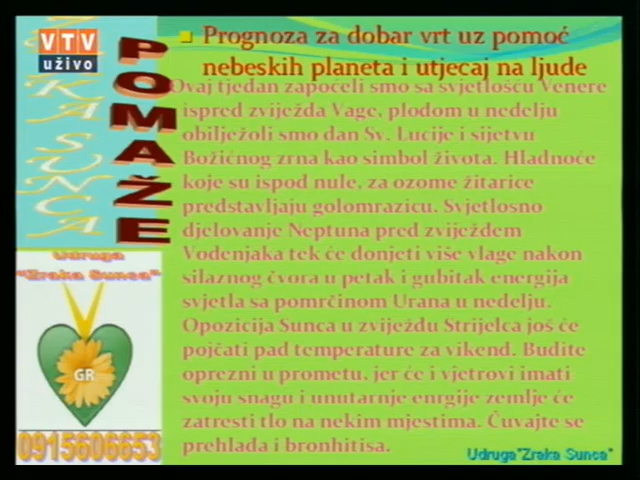 VTV
uživo
ZRAKA SUNCA
POMAŽE
Prognoza za dobar vrt uz pomoć
nebeskih planeta i utjecaj na ljude
Ovaj tjedan započeli smo sa svjetlošću Venere
ispred zviježđa Vage, plodom u nedelju
obilježoli smo dan Sv. Lucije i sijetvu
Božićnog zrna kao simbol života. Hladnoće
koje su ispod nule, za ozome žitarice
predstavljaju golomrazicu. Svjetlosno
djelovanje Neptuna pred zviježđem
Vodenjaka tek će donjeti više vlage nakon
silaznog čvora u petak i gubitak energija
svjetla sa pomrčinom Urana u nedelju.
Opozicija Sunca u zviježđu Strijelca još će
pojčati pad temperature za vikend. Budite
oprezni u prometu, jer će i vjetrovi imati
svoju snagu i unutarnje enrgije zemlje će
zatresti tlo na nekim mjestima. Čuvajte se
prehlada i bronhitisa.
Udruga
"Zraka Sunca"
GR
0915606653
Udruga"Zraka Sunca"